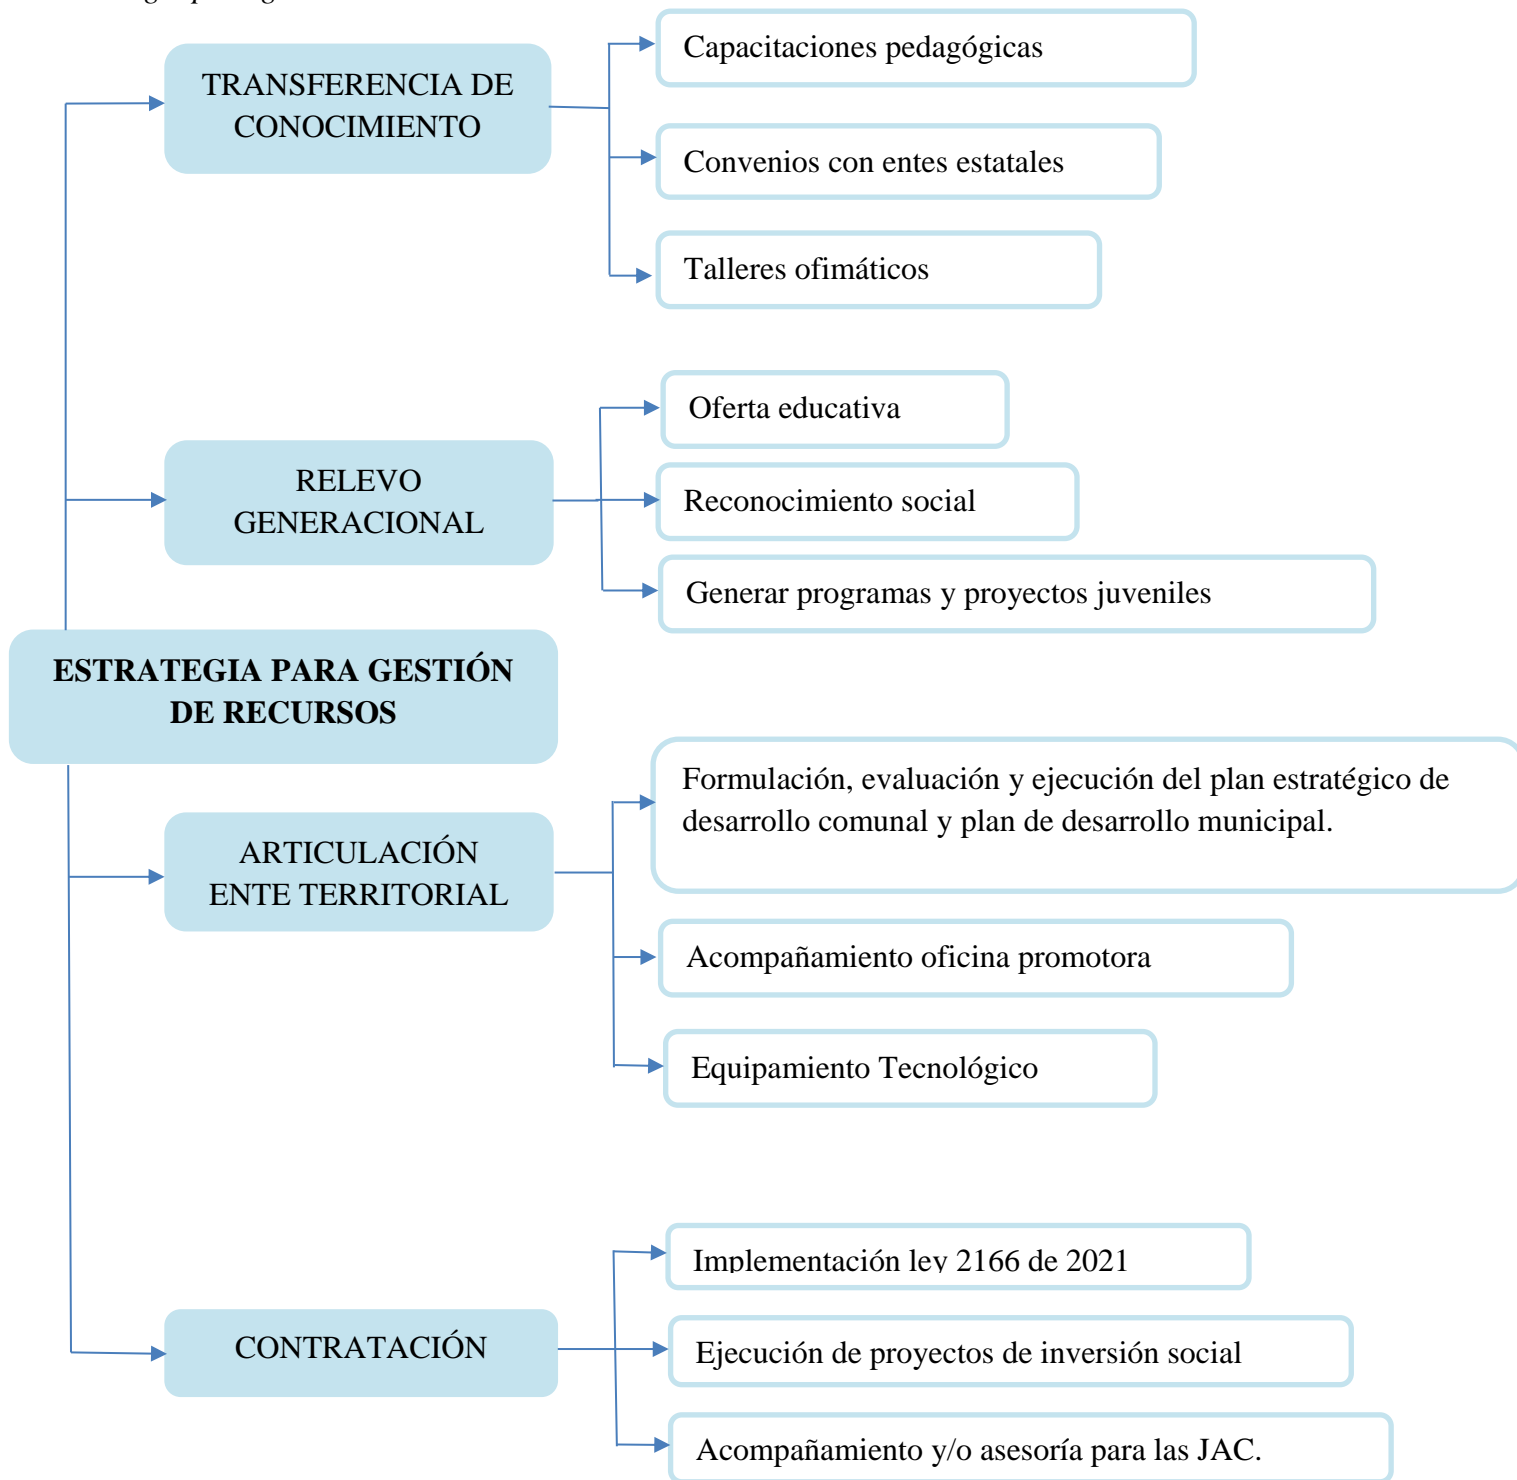 TRANSFERENCIA DE
CONOCIMIENTO
Capacitaciones pedagógicas
Convenios con entes estatales
Talleres ofimáticos
RELEVO
GENERACIONAL
Oferta educativa
Reconocimiento social
Generar programas y proyectos juveniles
ESTRATEGIA PARA GESTIÓN
DE RECURSOS
ARTICULACIÓN
ENTE TERRITORIAL
Formulación, evaluación y ejecución del plan estratégico de
desarrollo comunal y plan de desarrollo municipal.
Acompañamiento oficina promotora
Equipamiento Tecnológico
CONTRATACIÓN
Implementación ley 2166 de 2021
Ejecución de proyectos de inversión social
Acompañamiento y/o asesoría para las JAC.